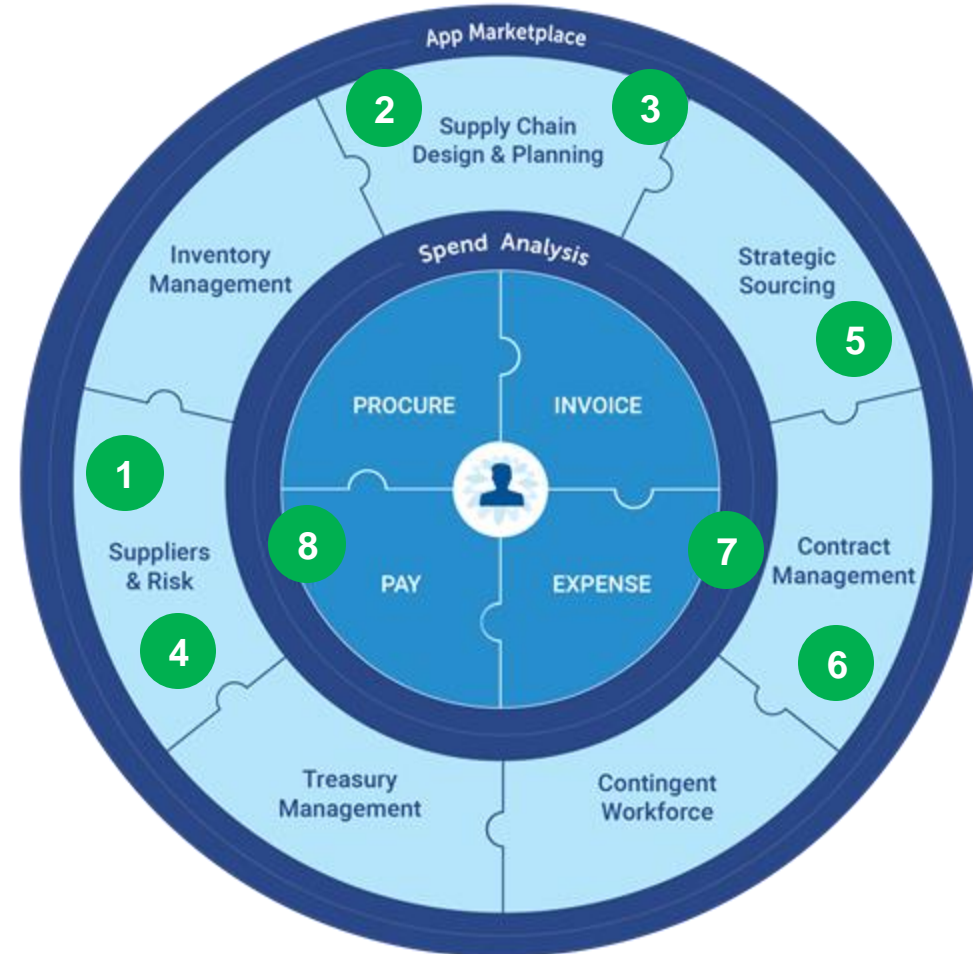 App Marketplace
2
3
Supply Chain
Design & Planning
Inventory
Management
Spend Analysis
Strategic
Sourcing
5
PROCURE
INVOICE
1
Suppliers
& Risk
8
PAY
EXPENSE
7
Contract
Management
4
6
Treasury
Management
Contingent
Workforce